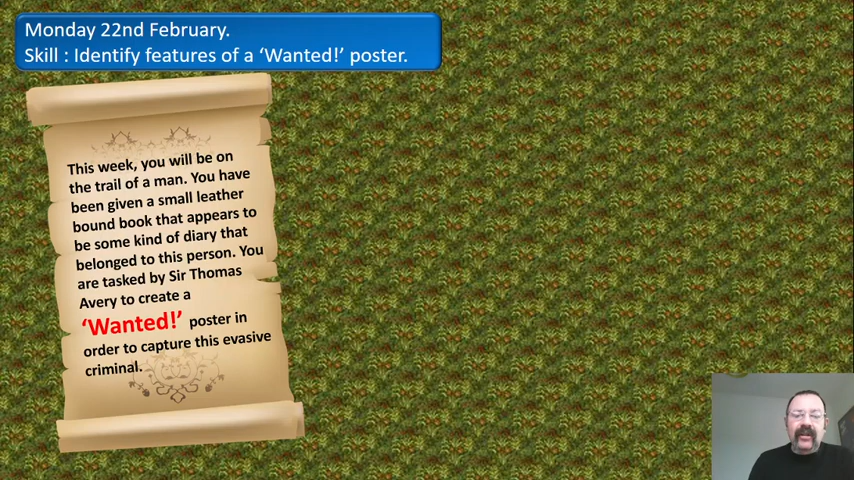 Monday 22nd February.
Skill : Identify features of a ‘Wanted!’ poster.
This week, you will be on
the trail of a man. You have
been given a small leather
bound book that appears to
be some kind of diary that
belonged to this person. You
are tasked by Sir Thomas
Avery to create a
‘Wanted!’ poster in
order to capture this evasive
criminal.